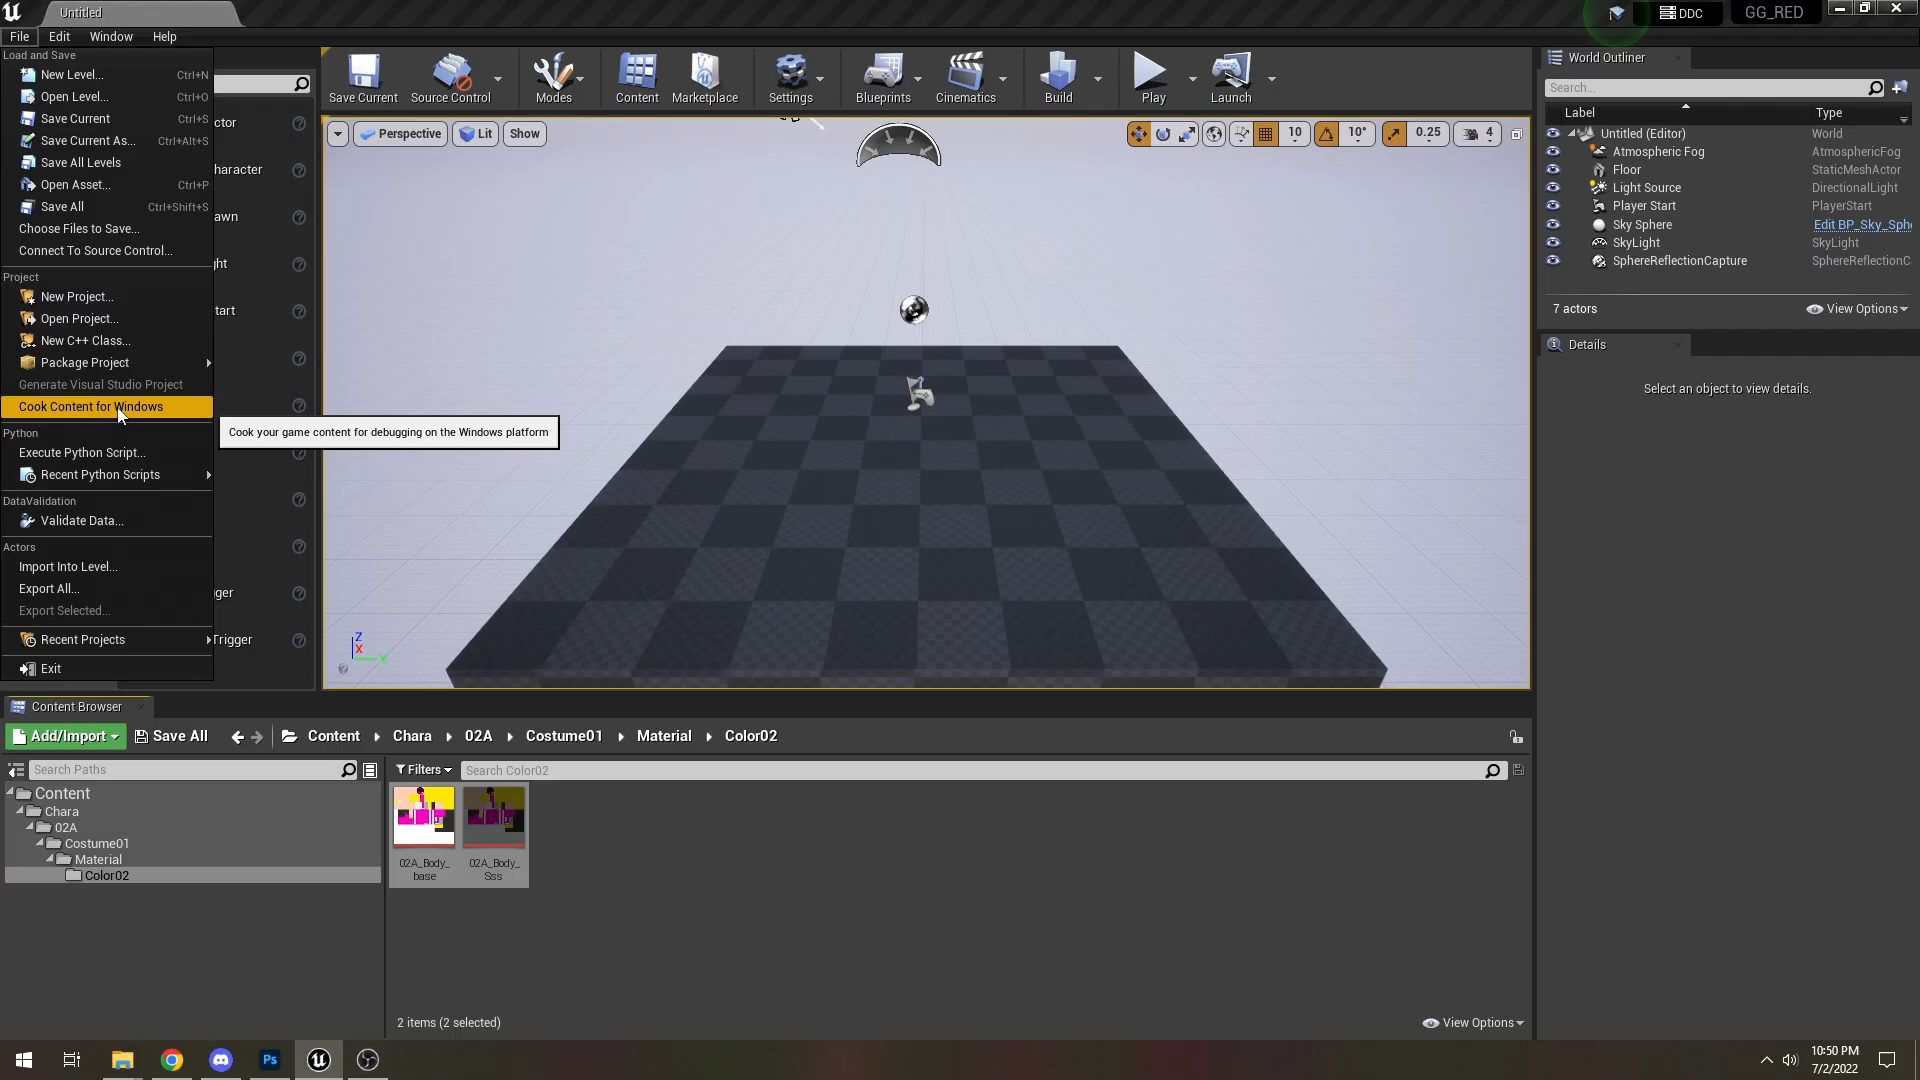 Untitled
DDC
GG_RED
File Edit Window Help
Load and Save
New Level... Ctrl+N
Open Level... Ctrl+O
Save Current Ctrl+S
Save Current As... Ctrl+Alt+S
Save All Levels
Open Asset... Ctrl+P
Save All Ctrl+Shift+S
Choose Files to Save...
Connect To Source Control...
Project
New Project...
Open Project...
New C++ Class...
Package Project
Generate Visual Studio Project
Cook Content for Windows
Python
Execute Python Script...
Recent Python Scripts
DataValidation
Validate Data...
Actors
Import Into Level...
Export All...
Export Selected...
Recent Projects
Exit
Cook your game content for debugging on the Windows platform
ctor
haracter
awn
ght
tart
ger
Trigger
Save Current
Source Control
Modes
Content
Marketplace
Settings
Blueprints
Cinematics
Build
Play
Launch
Perspective
Lit
Show
10
10°
0.25
4
Z
X
Y
World Outliner
Search...
Label Type
Untitled (Editor) World
Atmospheric Fog AtmosphericFog
Floor StaticMeshActor
Light Source DirectionalLight
Player Start PlayerStart
Sky Sphere Edit BP_Sky_Sph
SkyLight SkyLight
SphereReflectionCapture SphereReflectionC
7 actors
View Options
Details
Select an object to view details.
Content Browser
Add/Import
Save All
Content Chara 02A Costume01 Material Color02
Search Paths
Filters
Search Color02
Content
Chara
02A
Costume01
Material
Color02
02A_Body_
base
02A_Body_
Sss
2 items (2 selected)
View Options
Ps
10:50 PM
7/2/2022